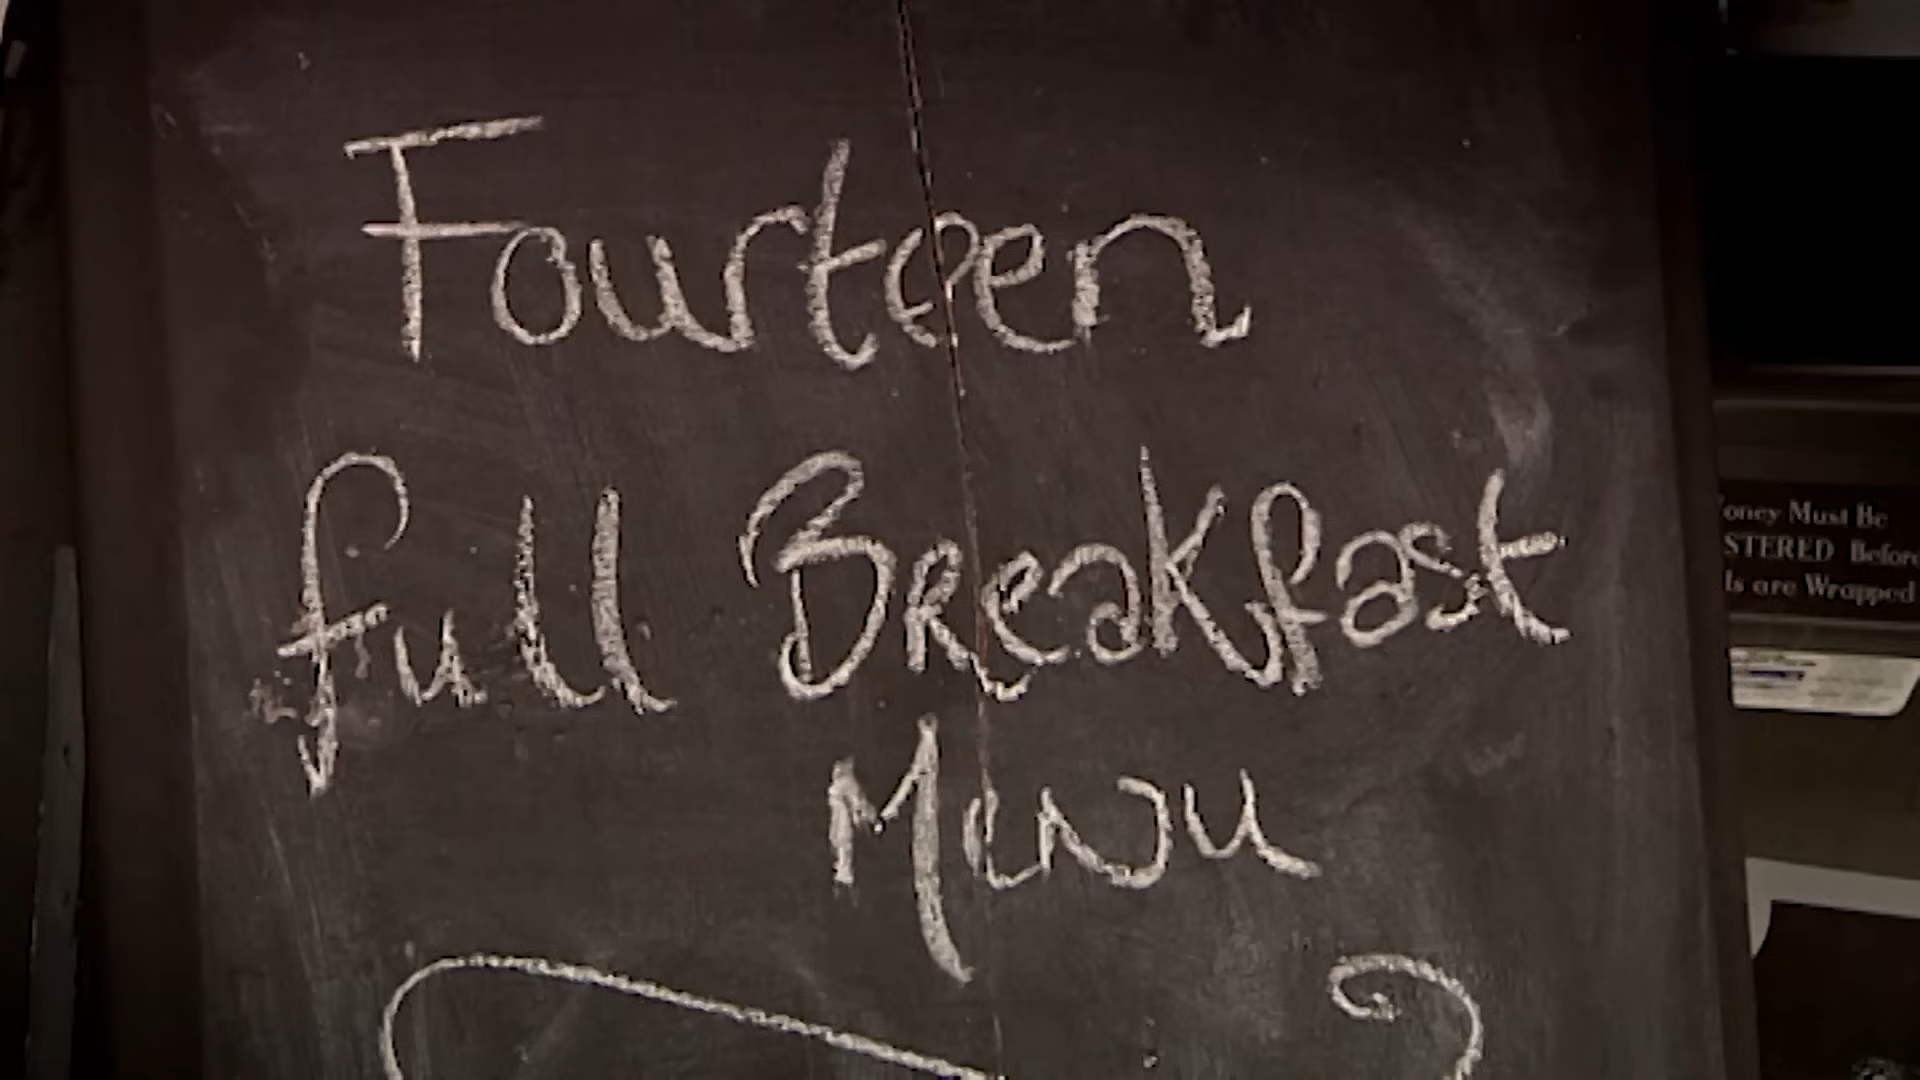 Fourteen
full Breakfast
Menu
oney Must Be
STERED Before
ls are Wrapped